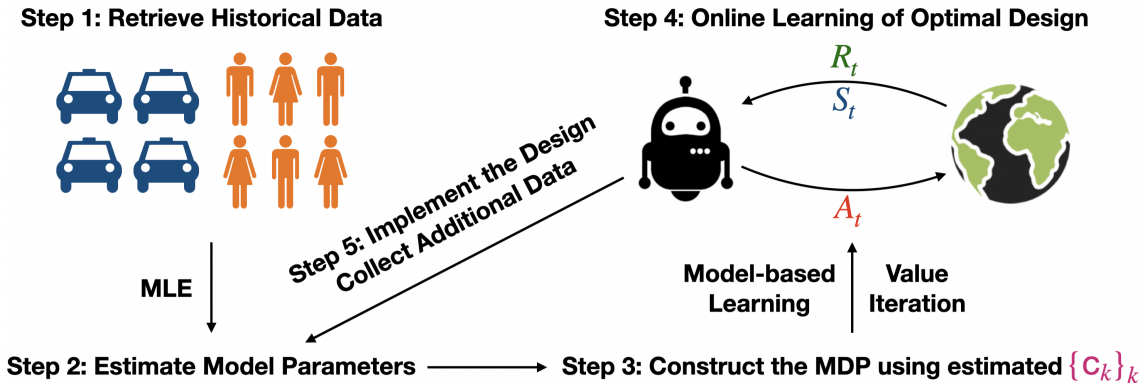 Step 1: Retrieve Historical Data
Step 4: Online Learning of Optimal Design
R_t
S_t
A_t
Step 5: Implement the Design
Collect Additional Data
MLE
Model-based
Learning
Value
Iteration
Step 2: Estimate Model Parameters
Step 3: Construct the MDP using estimated {C_k}_k